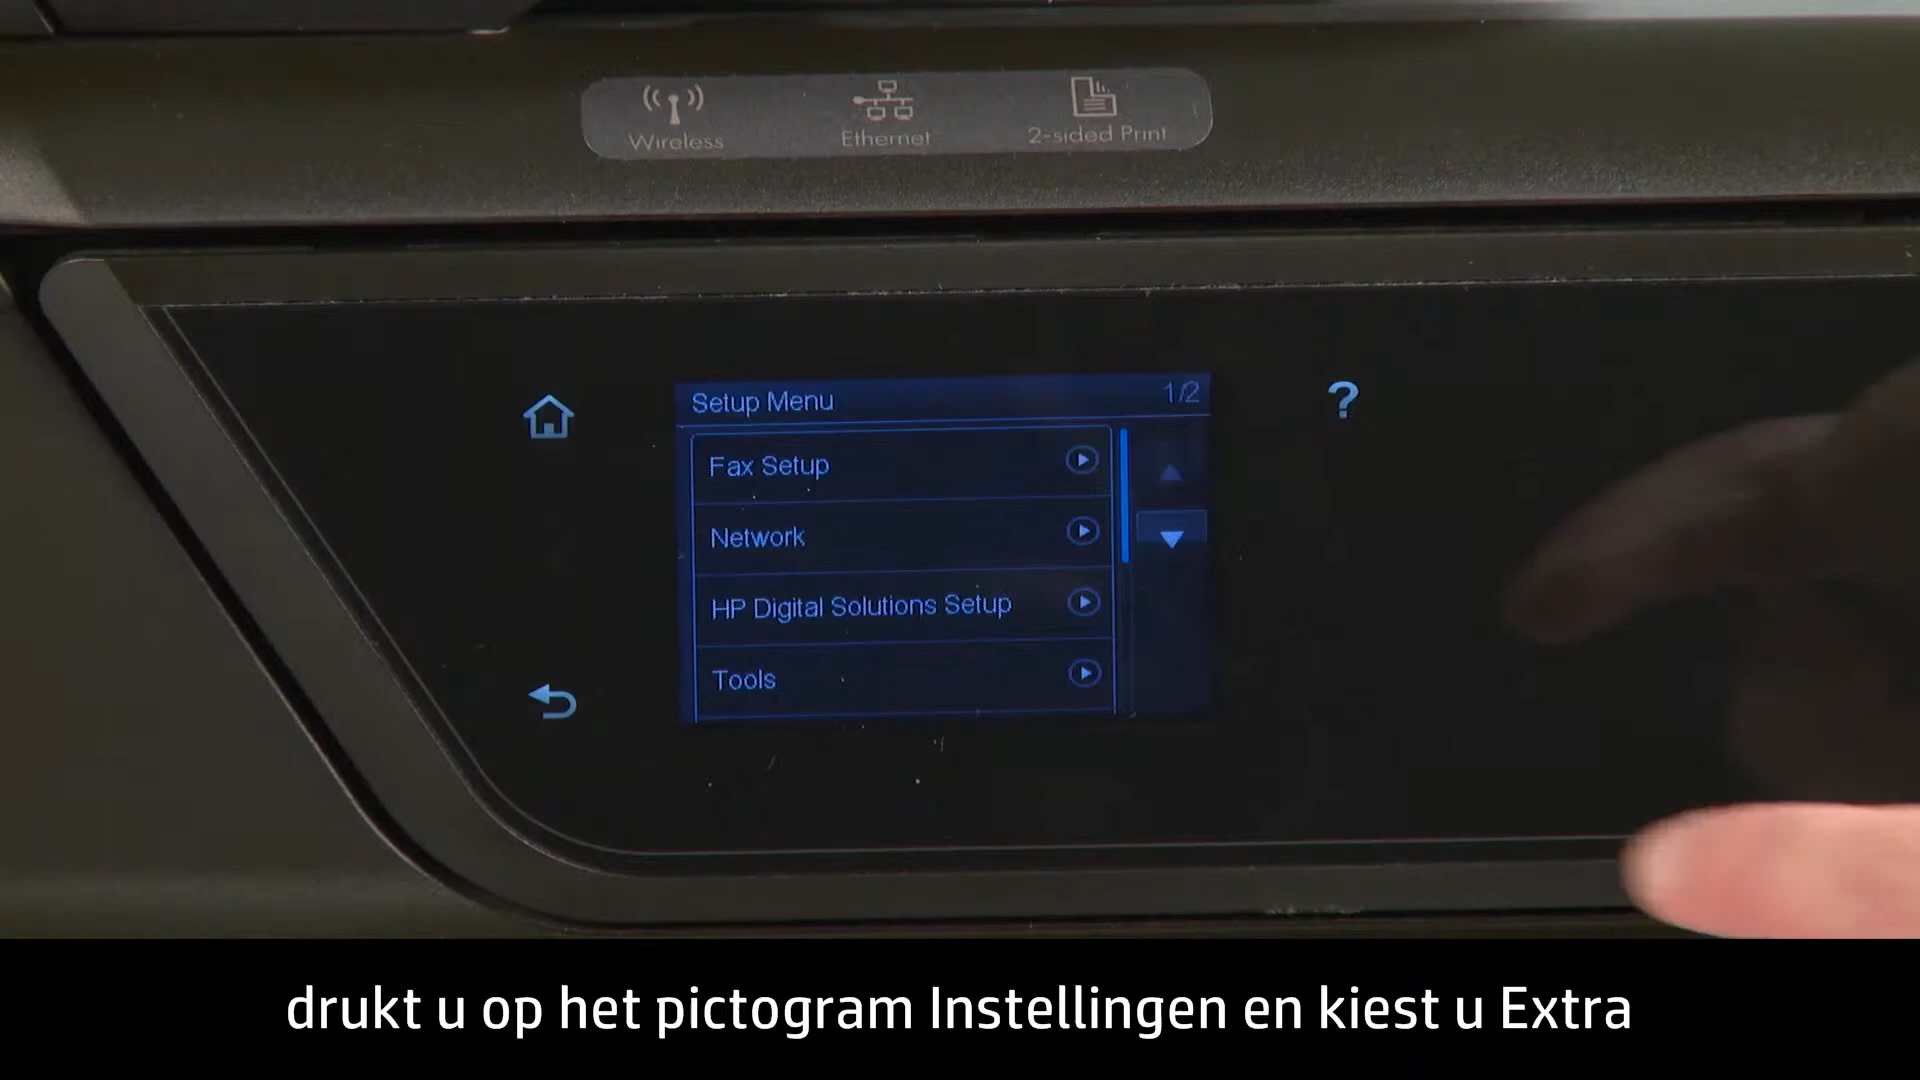 Wireless Ethernet 2-sided Print
Setup Menu 1/2
?
Fax Setup
Network
HP Digital Solutions Setup
Tools
drukt u op het pictogram Instellingen en kiest u Extra